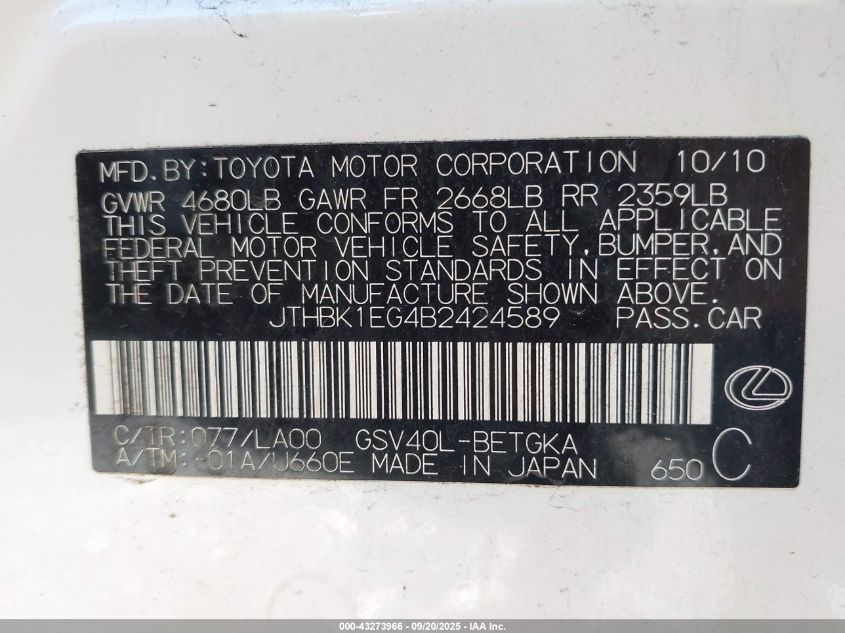 MFD. BY: TOYOTA MOTOR CORPORATION 10/10
GVWR 4680LB GAWR FR 2668LB RR 2359LB
THIS VEHICLE CONFORMS TO ALL APPLICABLE
FEDERAL MOTOR VEHICLE SAFETY, BUMPER, AND
THEFT PREVENTION STANDARDS IN EFFECT ON
THE DATE OF MANUFACTURE SHOWN ABOVE.
JTHBK1EG4B2424589 PASS. CAR
C/TR: 077/LA00 GSV40L-BETGKA
A/TM: -01A/U660E MADE IN JAPAN 650 C
000-43273966 - 09/20/2025 - IAA Inc.